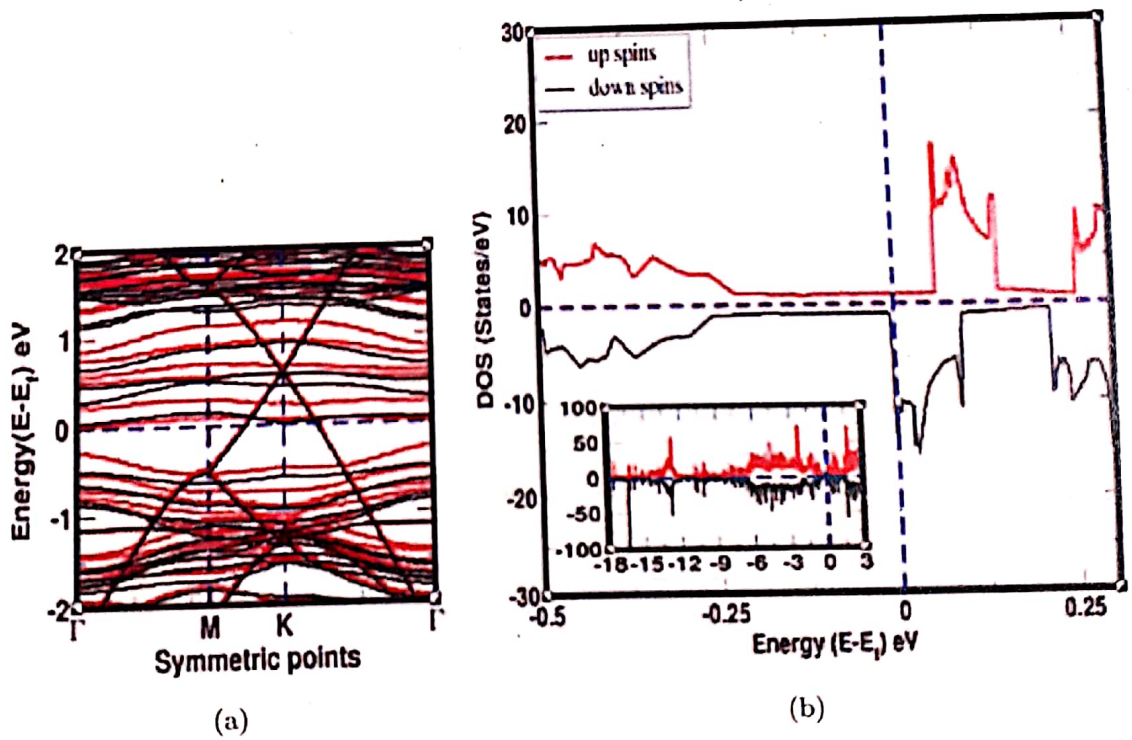 2
1
0
-1
-2
Energy(E-E_f) eV
Γ M K Γ
Symmetric points
(a)
30
20
10
0
-10
-20
-30
DOS (States/eV)
up spins
down spins
100
50
0
-50
-100
-18 -15 -12 -9 -6 -3 0 3
-0.5 -0.25 0 0.25
Energy (E-E_f) eV
(b)